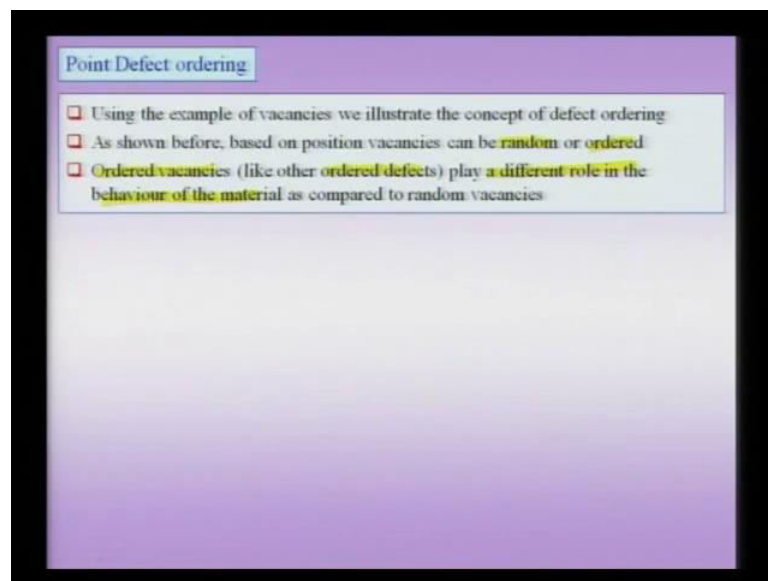 Point Defect ordering
❑ Using the example of vacancies we illustrate the concept of defect ordering
❑ As shown before, based on position vacancies can be random or ordered
❑ Ordered vacancies (like other ordered defects) play a different role in the
behaviour of the material as compared to random vacancies